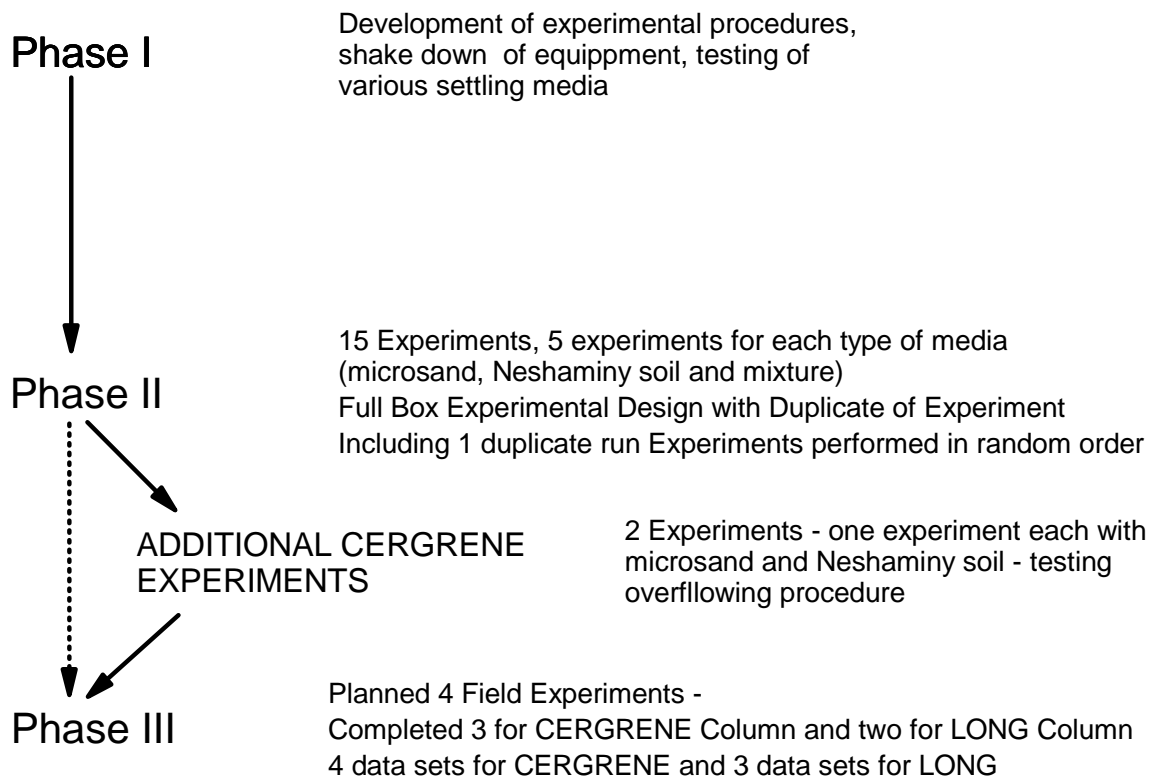 Phase I
Development of experimental procedures,
shake down of equippment, testing of
various settling media
Phase II
15 Experiments, 5 experiments for each type of media
(microsand, Neshaminy soil and mixture)
Full Box Experimental Design with Duplicate of Experiment
Including 1 duplicate run Experiments performed in random order
ADDITIONAL CERGRENE
EXPERIMENTS
2 Experiments - one experiment each with
microsand and Neshaminy soil - testing
overfllowing procedure
Phase III
Planned 4 Field Experiments -
Completed 3 for CERGRENE Column and two for LONG Column
4 data sets for CERGRENE and 3 data sets for LONG